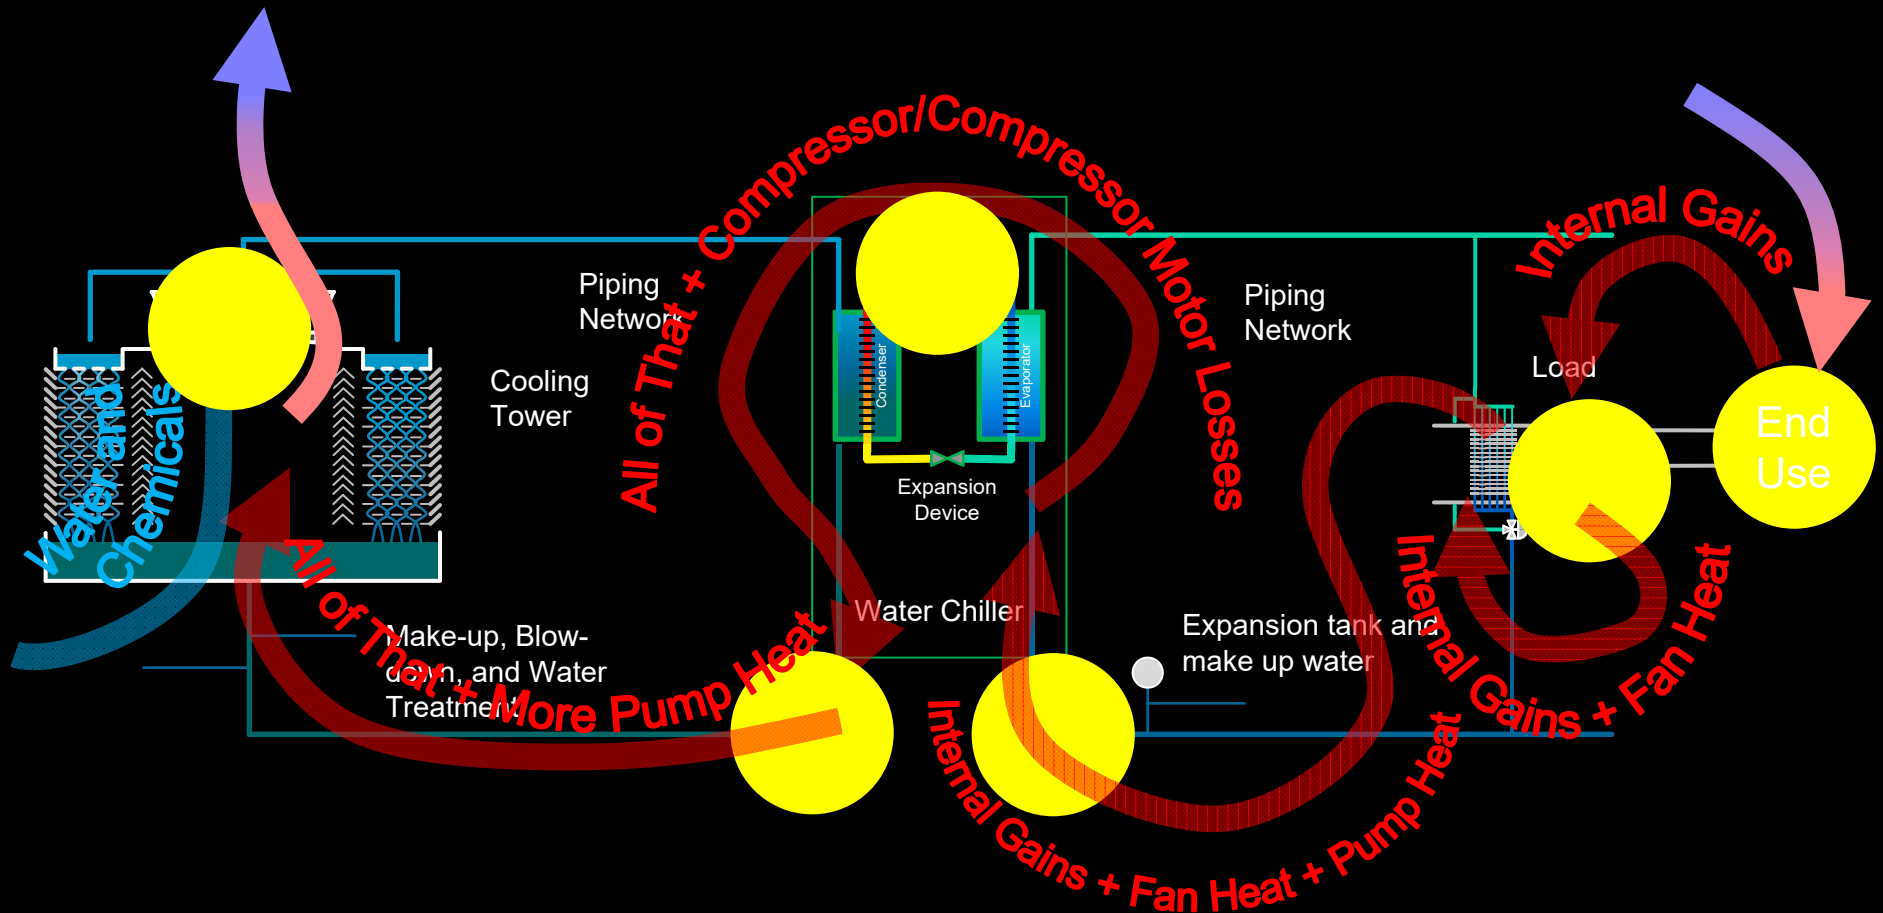 All of That + Compressor/Compressor Motor Losses
Internal Gains
Piping
Network
Piping
Network
Load
Cooling
Tower
Condenser
Evaporator
End
Use
Water and
Chemicals
Expansion
Device
Internal Gains + Fan Heat
All of That + More Pump Heat
Water Chiller
Make-up, Blow-
down, and Water
Treatment
Expansion tank and
make up water
Internal Gains + Fan Heat + Pump Heat